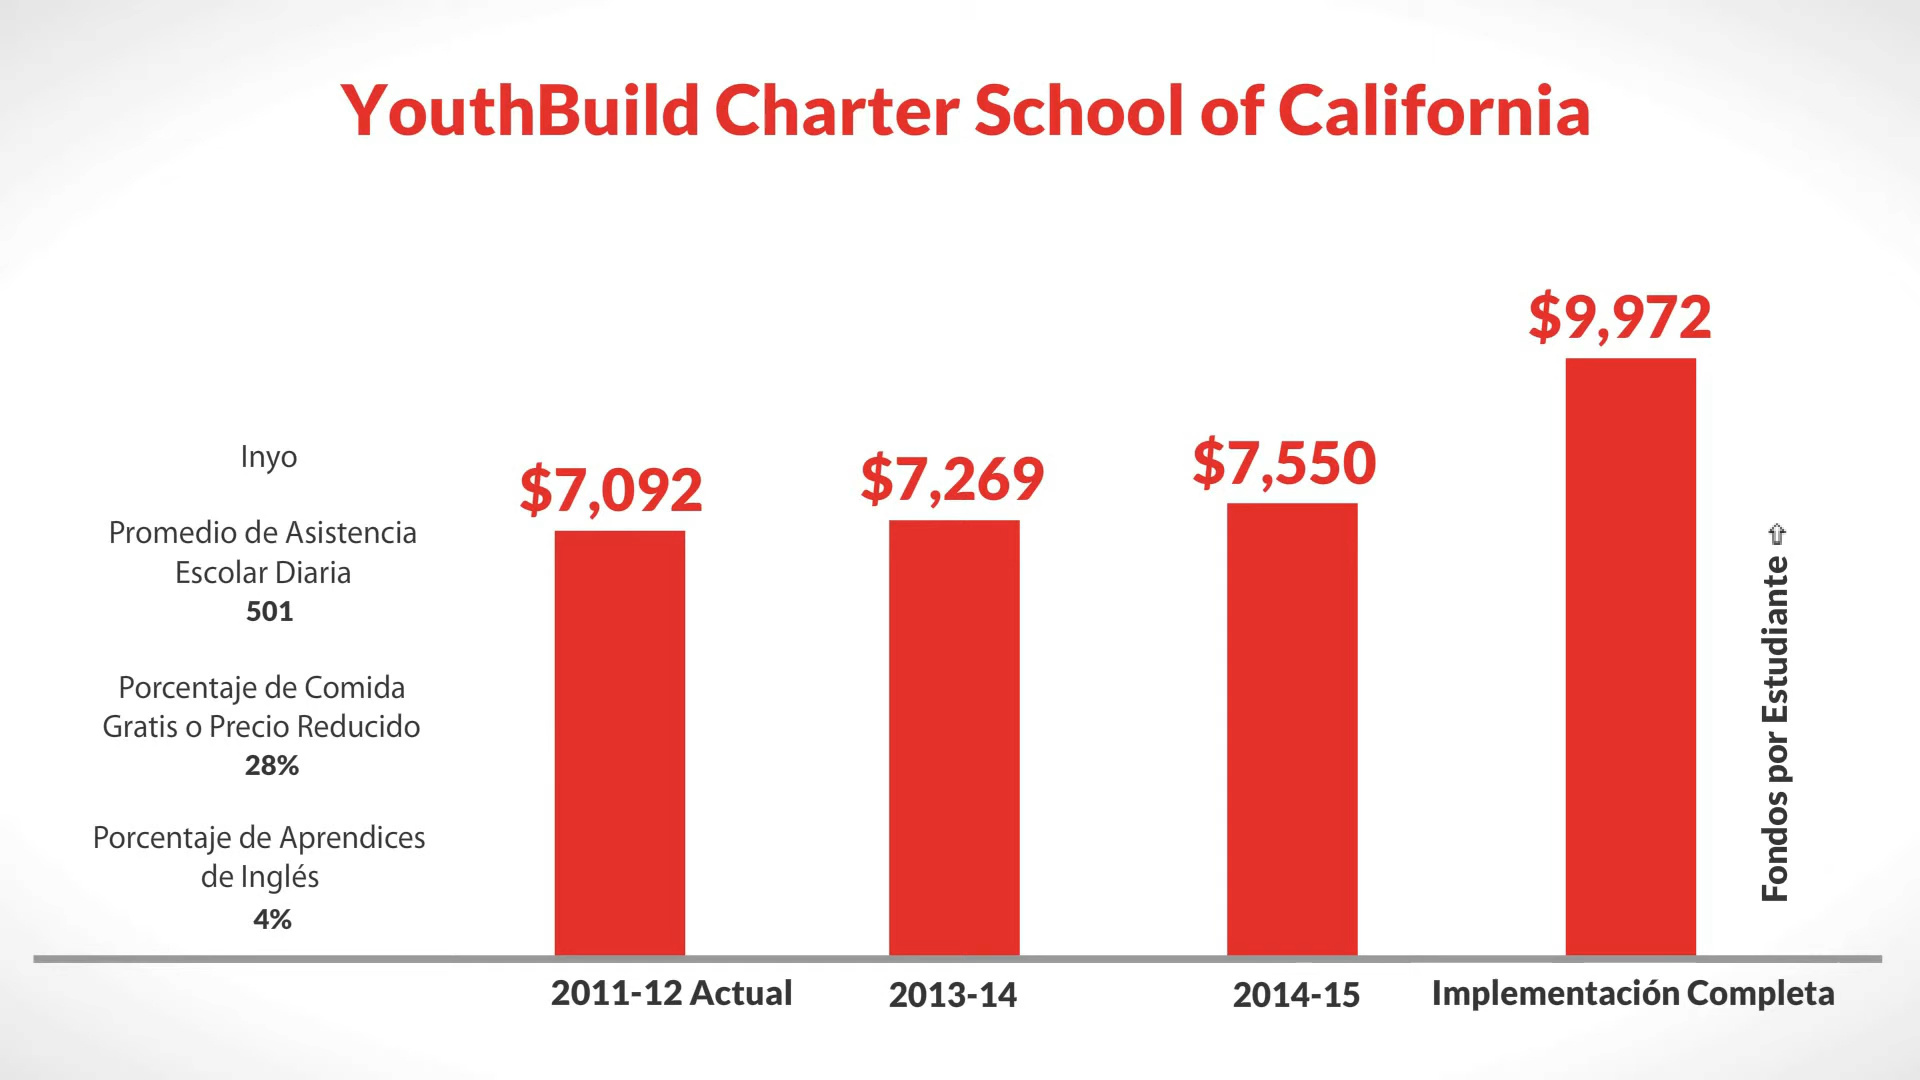 YouthBuild Charter School of California
Inyo
Promedio de Asistencia
Escolar Diaria
501
Porcentaje de Comida
Gratis o Precio Reducido
28%
Porcentaje de Aprendices
de Inglés
4%
$7,092
$7,269
$7,550
$9,972
Fondos por Estudiante ⇧
2011-12 Actual
2013-14
2014-15
Implementación Completa